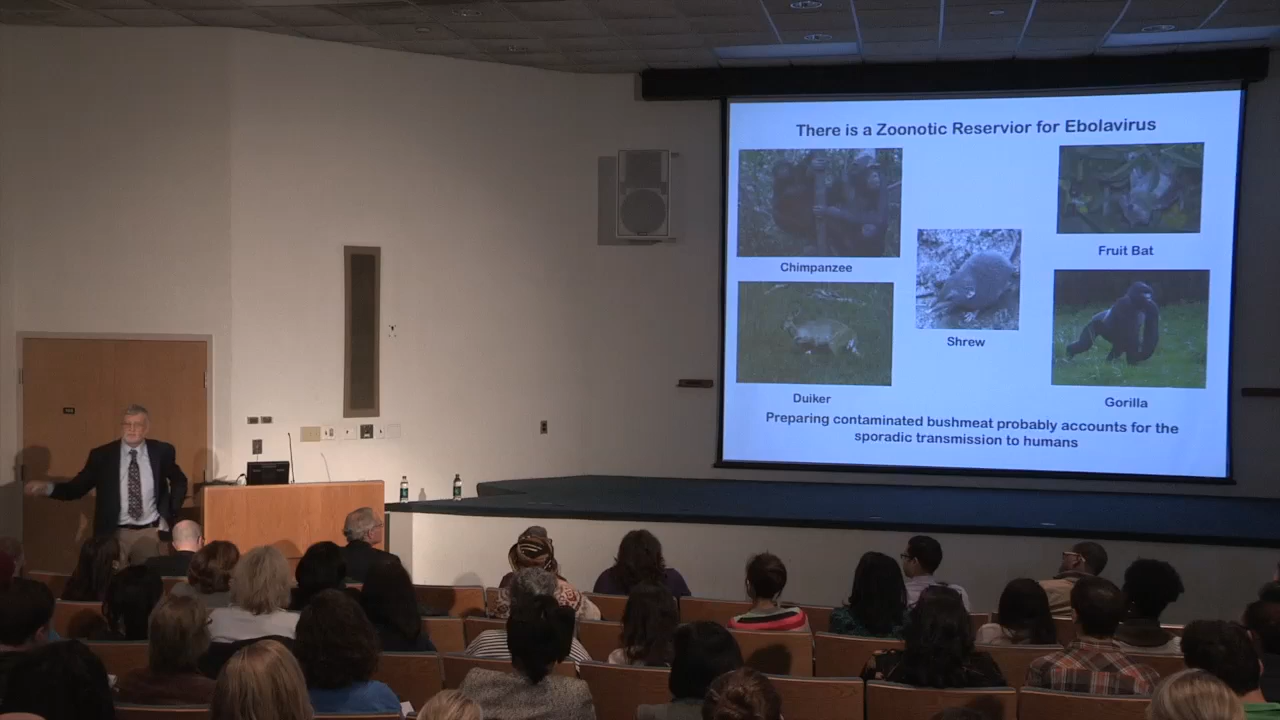 There is a Zoonotic Reservior for Ebolavirus
Chimpanzee
Fruit Bat
Shrew
Duiker
Gorilla
Preparing contaminated bushmeat probably accounts for the
sporadic transmission to humans